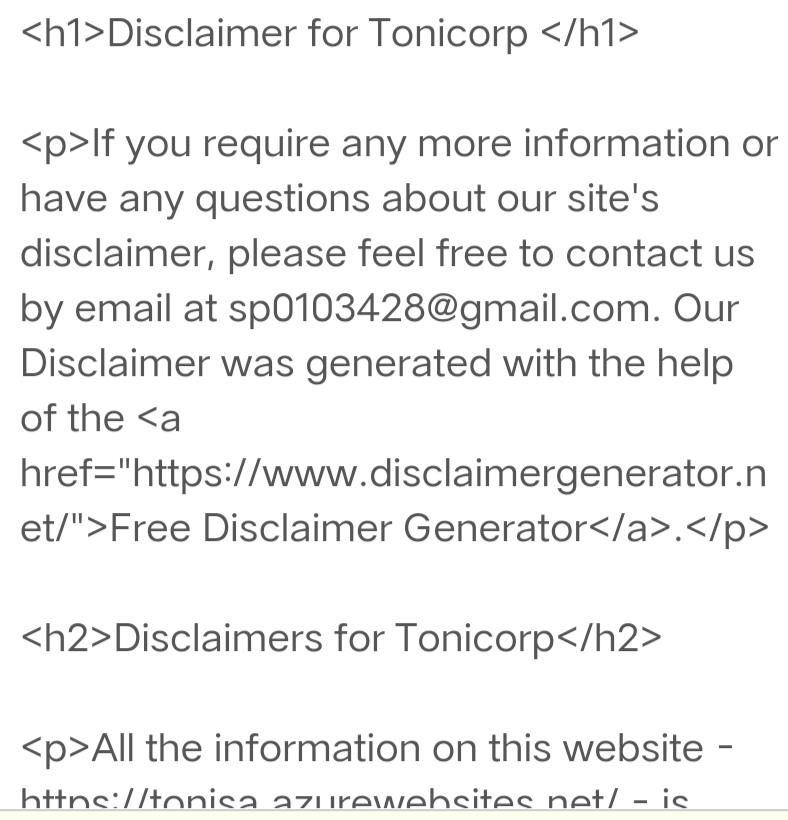 <h1>Disclaimer for Tonicorp </h1>
<p>If you require any more information or
have any questions about our site's
disclaimer, please feel free to contact us
by email at sp0103428@gmail.com. Our
Disclaimer was generated with the help
of the <a
href="https://www.disclaimergenerator.n
et/">Free Disclaimer Generator</a>.</p>
<h2>Disclaimers for Tonicorp</h2>
<p>All the information on this website -
https://tonisa.azurewebsites.net/ - is